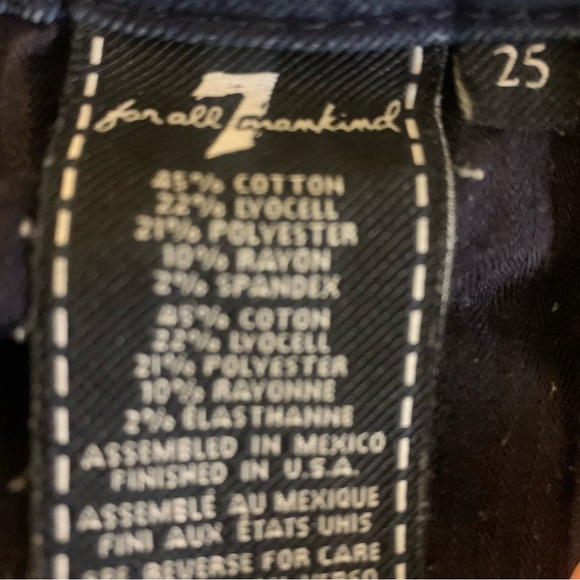 7
for all mankind
25
45% COTTON
22% LYOCELL
21% POLYESTER
10% RAYON
2% SPANDEX
45% COTON
22% LYOCELL
21% POLYESTER
10% RAYONNE
2% ELASTHANNE
ASSEMBLED IN MEXICO
FINISHED IN U.S.A.
ASSEMBLÉ AU MEXIQUE
FINI AUX ÉTATS UNIS
SEE REVERSE FOR CARE